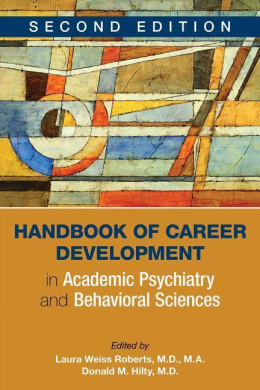 SECOND EDITION
HANDBOOK OF CAREER
DEVELOPMENT
in Academic Psychiatry
and Behavioral Sciences
Edited by
Laura Weiss Roberts, M.D., M.A.
Donald M. Hilty, M.D.